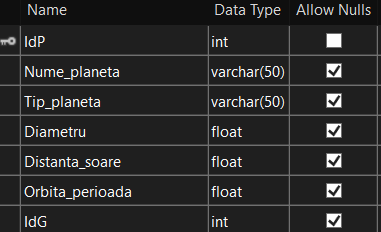 Name Data Type Allow Nulls
IdP int
Nume_planeta varchar(50)
Tip_planeta varchar(50)
Diametru float
Distanta_soare float
Orbita_perioada float
IdG int